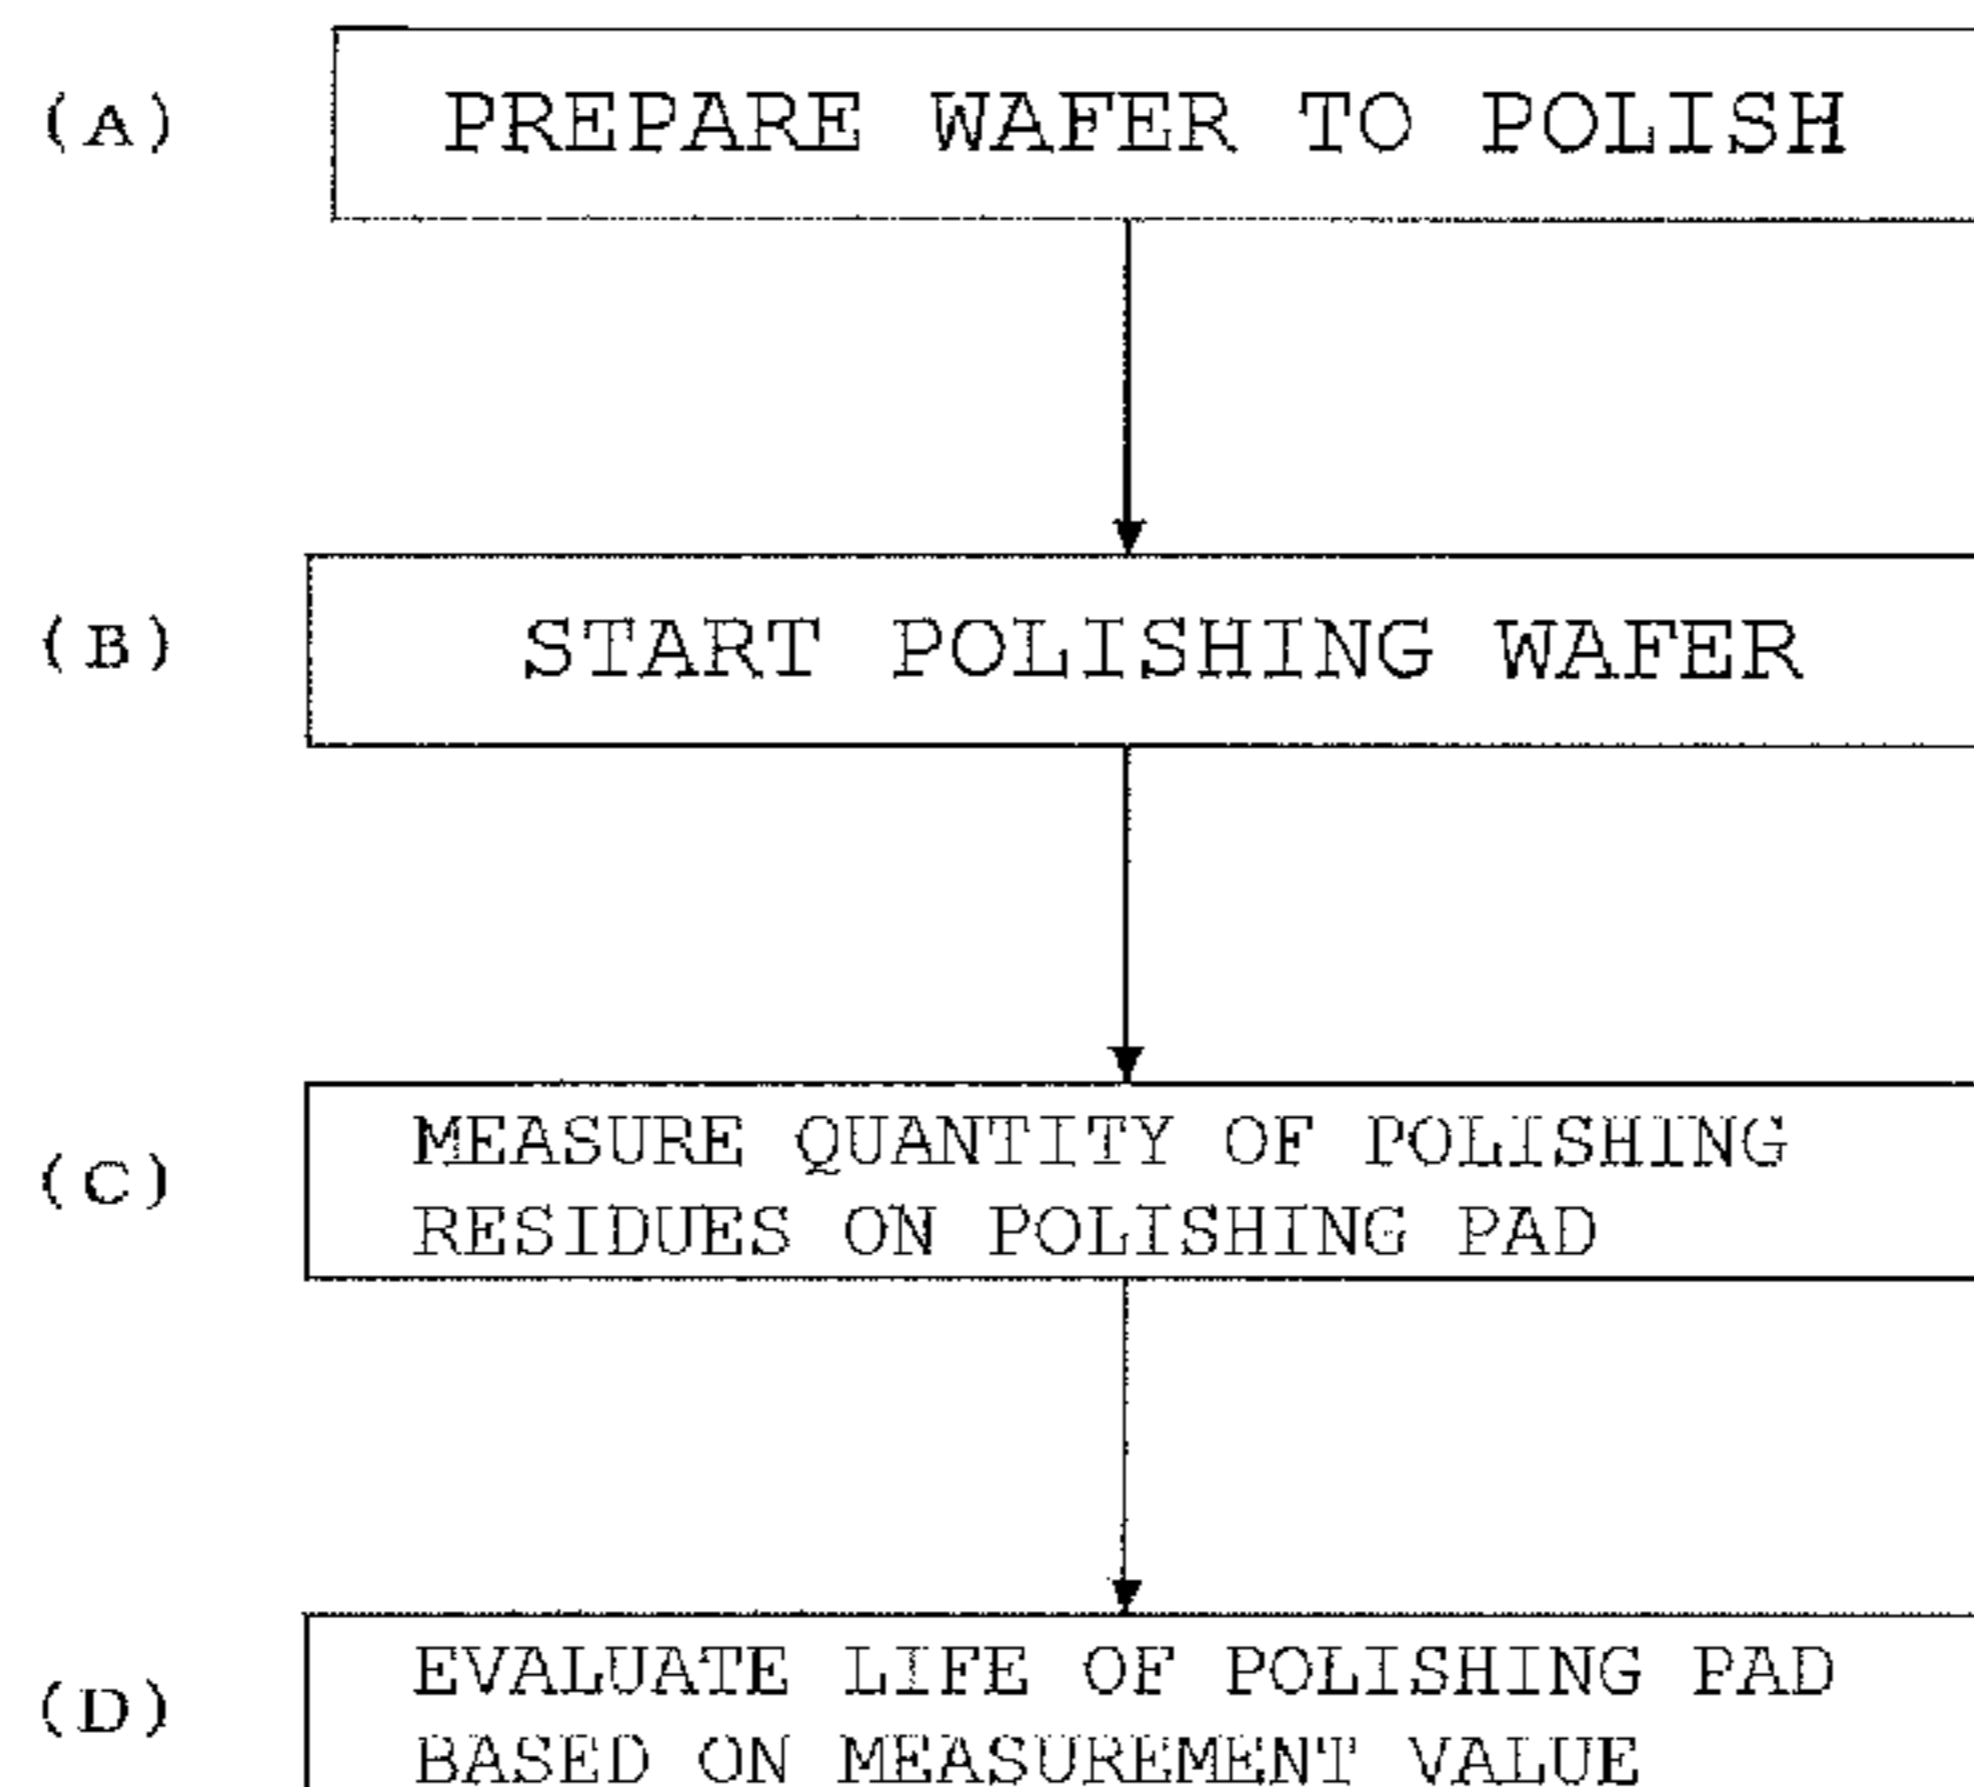 (A) PREPARE WAFER TO POLISH
(B) START POLISHING WAFER
(C) MEASURE QUANTITY OF POLISHING
RESIDUES ON POLISHING PAD
(D) EVALUATE LIFE OF POLISHING PAD
BASED ON MEASUREMENT VALUE